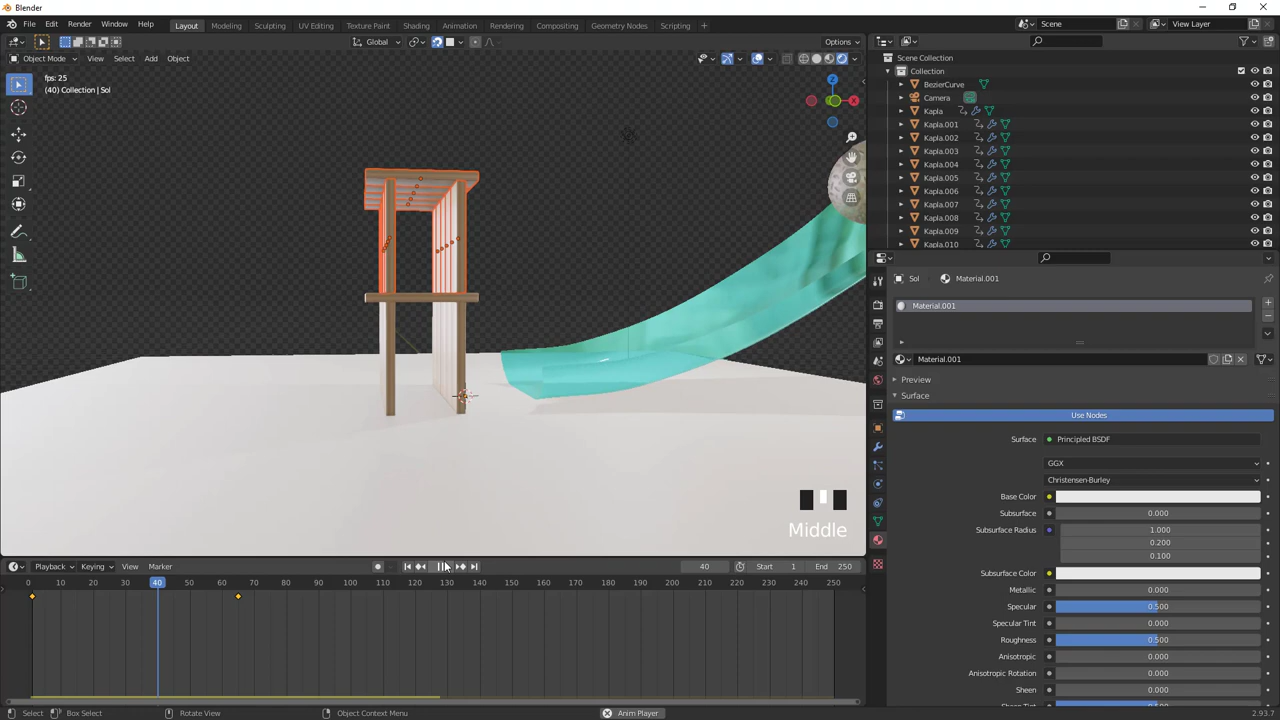 Blender
File Edit Render Window Help Layout Modeling Sculpting UV Editing Texture Paint Shading Animation Rendering Compositing Geometry Nodes Scripting + Scene View Layer
Global Options
Object Mode View Select Add Object
fps: 25
(40) Collection | Sol
Z
X
Middle
Scene Collection
Collection
BezierCurve
Camera
Kapla
Kapla.001
Kapla.002
Kapla.003
Kapla.004
Kapla.005
Kapla.006
Kapla.007
Kapla.008
Kapla.009
Kapla.010
Sol Material.001
Material.001
Material.001
Preview
Surface
Use Nodes
Surface Principled BSDF
GGX
Christensen-Burley
Base Color
Subsurface 0.000
Subsurface Radius 1.000
0.200
0.100
Subsurface Color
Metallic 0.000
Specular 0.500
Specular Tint 0.000
Roughness 0.500
Anisotropic 0.000
Anisotropic Rotation 0.000
Sheen 0.000
Playback Keying View Marker 40 Start 1 End 250
0 10 20 30 40 50 60 70 80 90 100 110 120 130 140 150 160 170 180 190 200 210 220 230 240 250
Select Box Select Rotate View Object Context Menu Anim Player 2.93.7